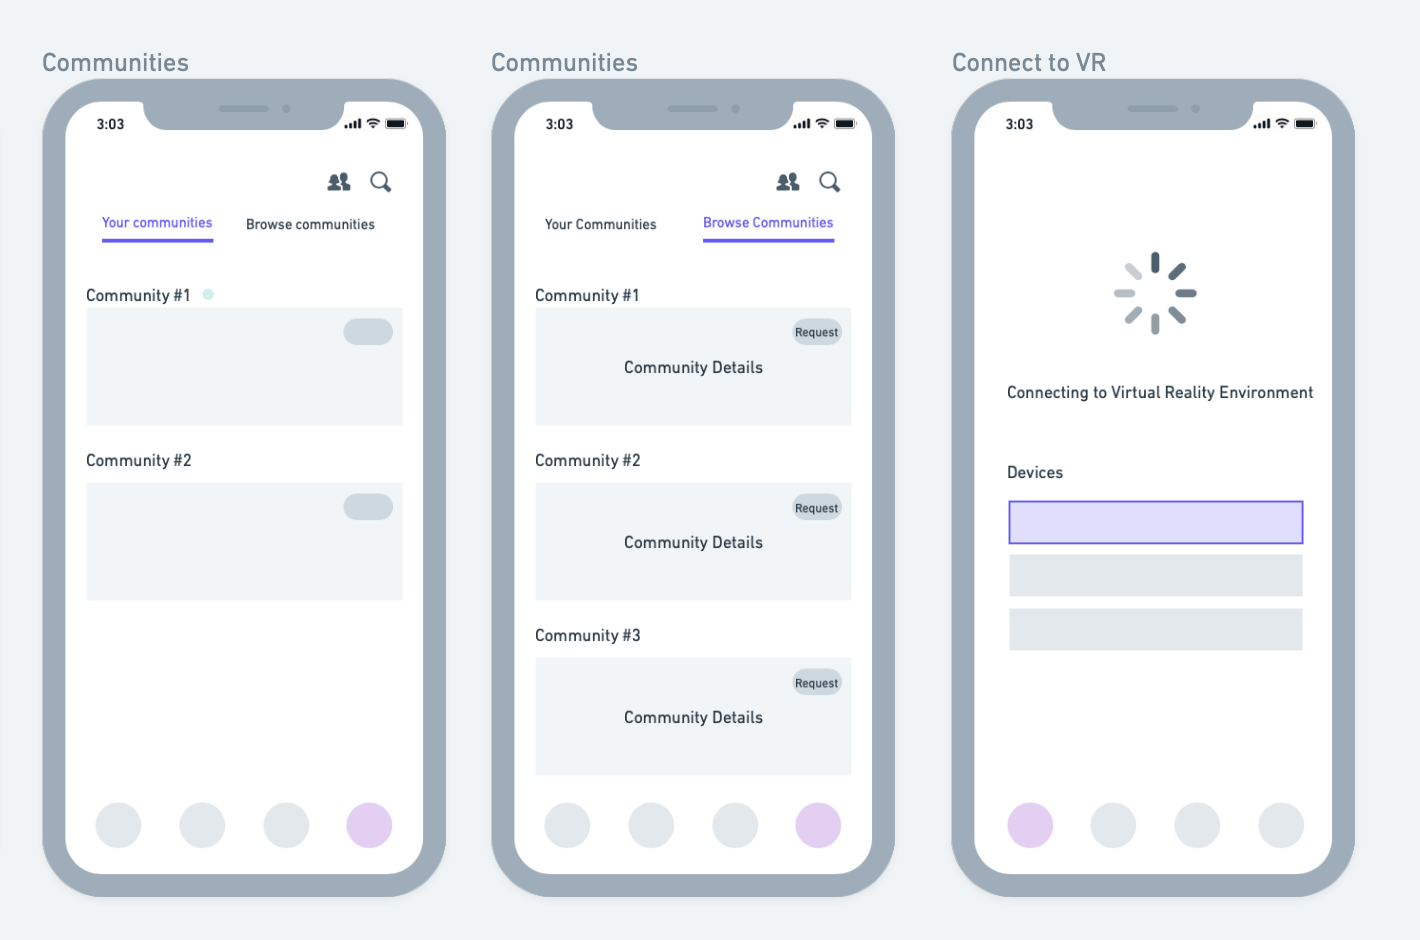 Communities
3:03
Your communities
Browse communities
Community #1
Community #2
Communities
3:03
Your Communities
Browse Communities
Community #1
Request
Community Details
Community #2
Request
Community Details
Community #3
Request
Community Details
Connect to VR
3:03
Connecting to Virtual Reality Environment
Devices